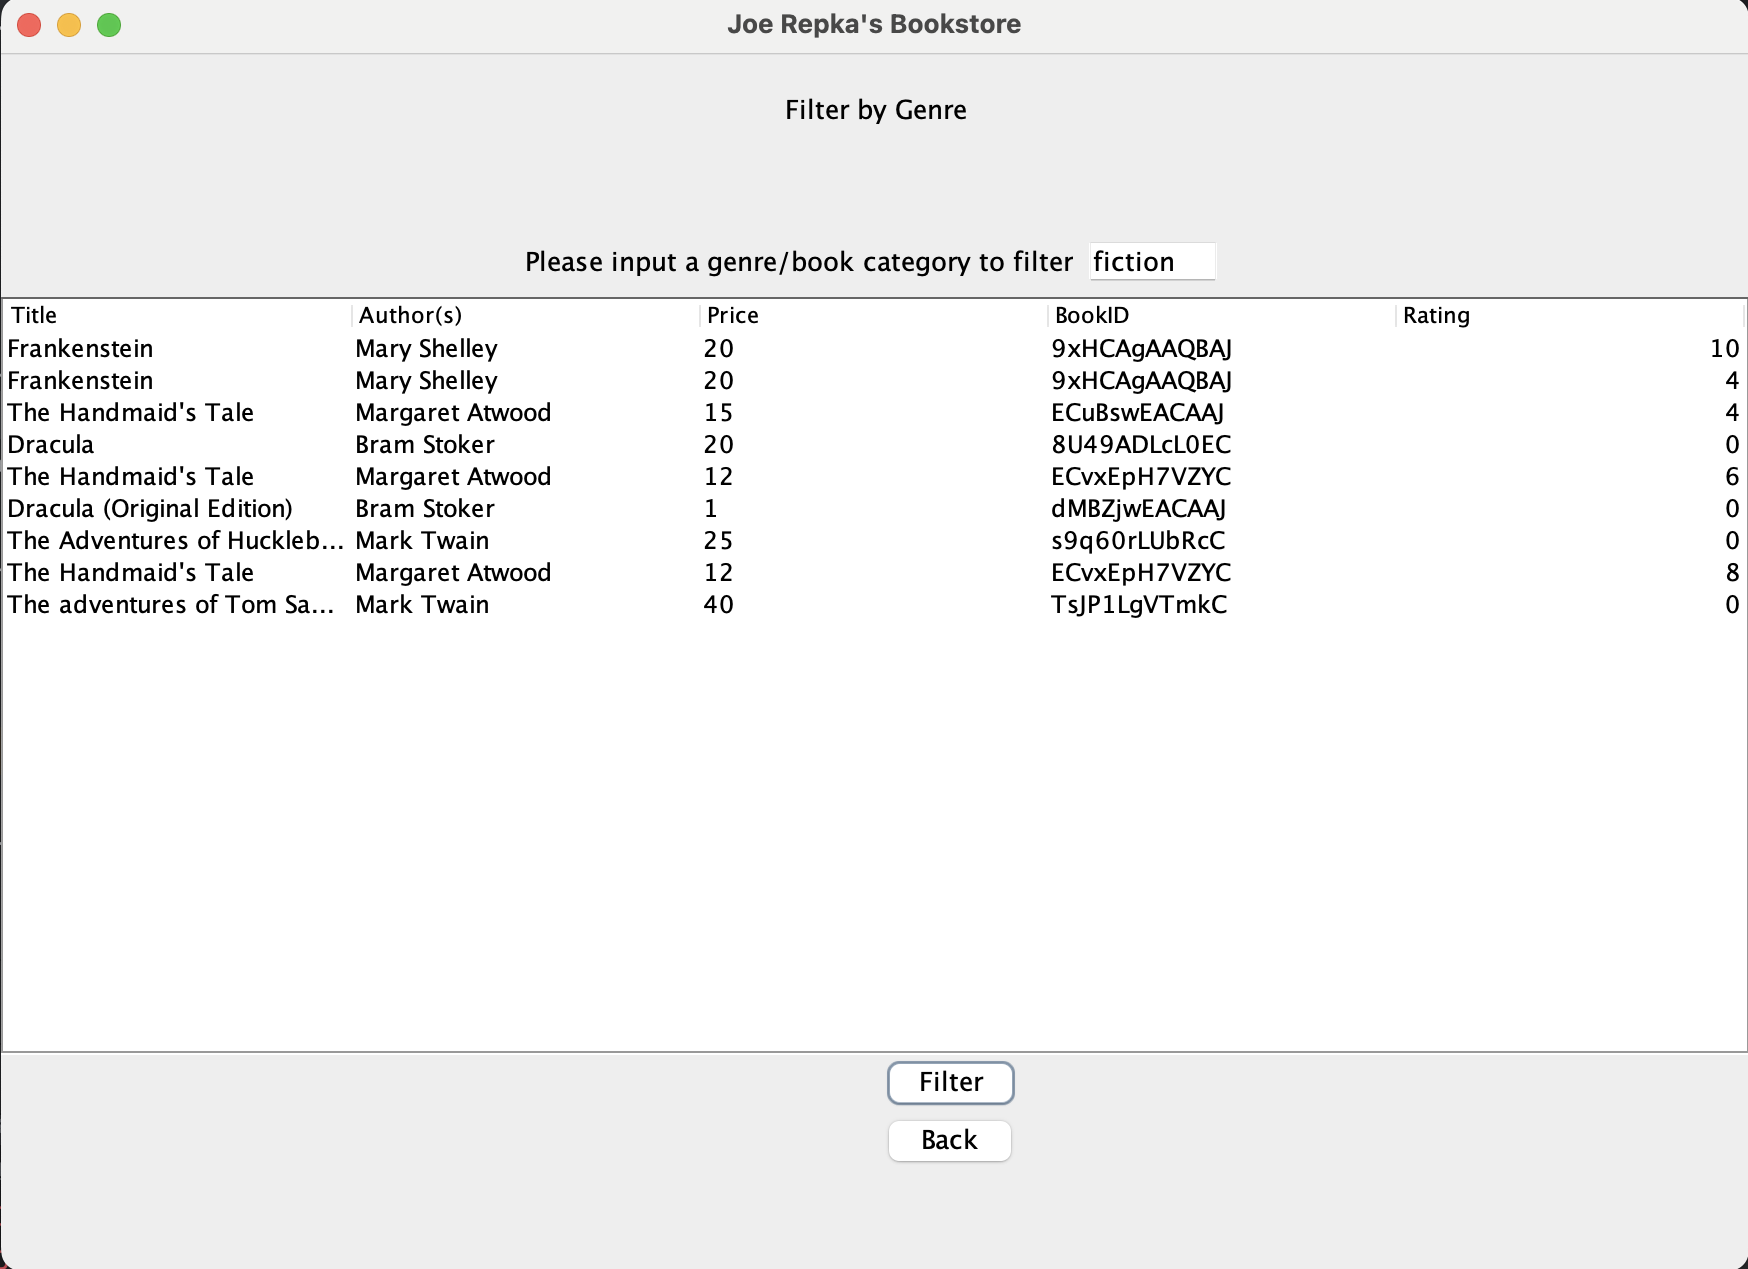 Joe Repka's Bookstore
Filter by Genre
Please input a genre/book category to filter fiction
Title Author(s) Price BookID Rating
Frankenstein Mary Shelley 20 9xHCAgAAQBAJ 10
Frankenstein Mary Shelley 20 9xHCAgAAQBAJ 4
The Handmaid's Tale Margaret Atwood 15 ECuBswEACAAJ 4
Dracula Bram Stoker 20 8U49ADLcL0EC 0
The Handmaid's Tale Margaret Atwood 12 ECvxEpH7VZYC 6
Dracula (Original Edition) Bram Stoker 1 dMBZjwEACAAJ 0
The Adventures of Huckleb... Mark Twain 25 s9q60rLUbRcC 0
The Handmaid's Tale Margaret Atwood 12 ECvxEpH7VZYC 8
The adventures of Tom Sa... Mark Twain 40 TsJP1LgVTmkC 0
Filter
Back